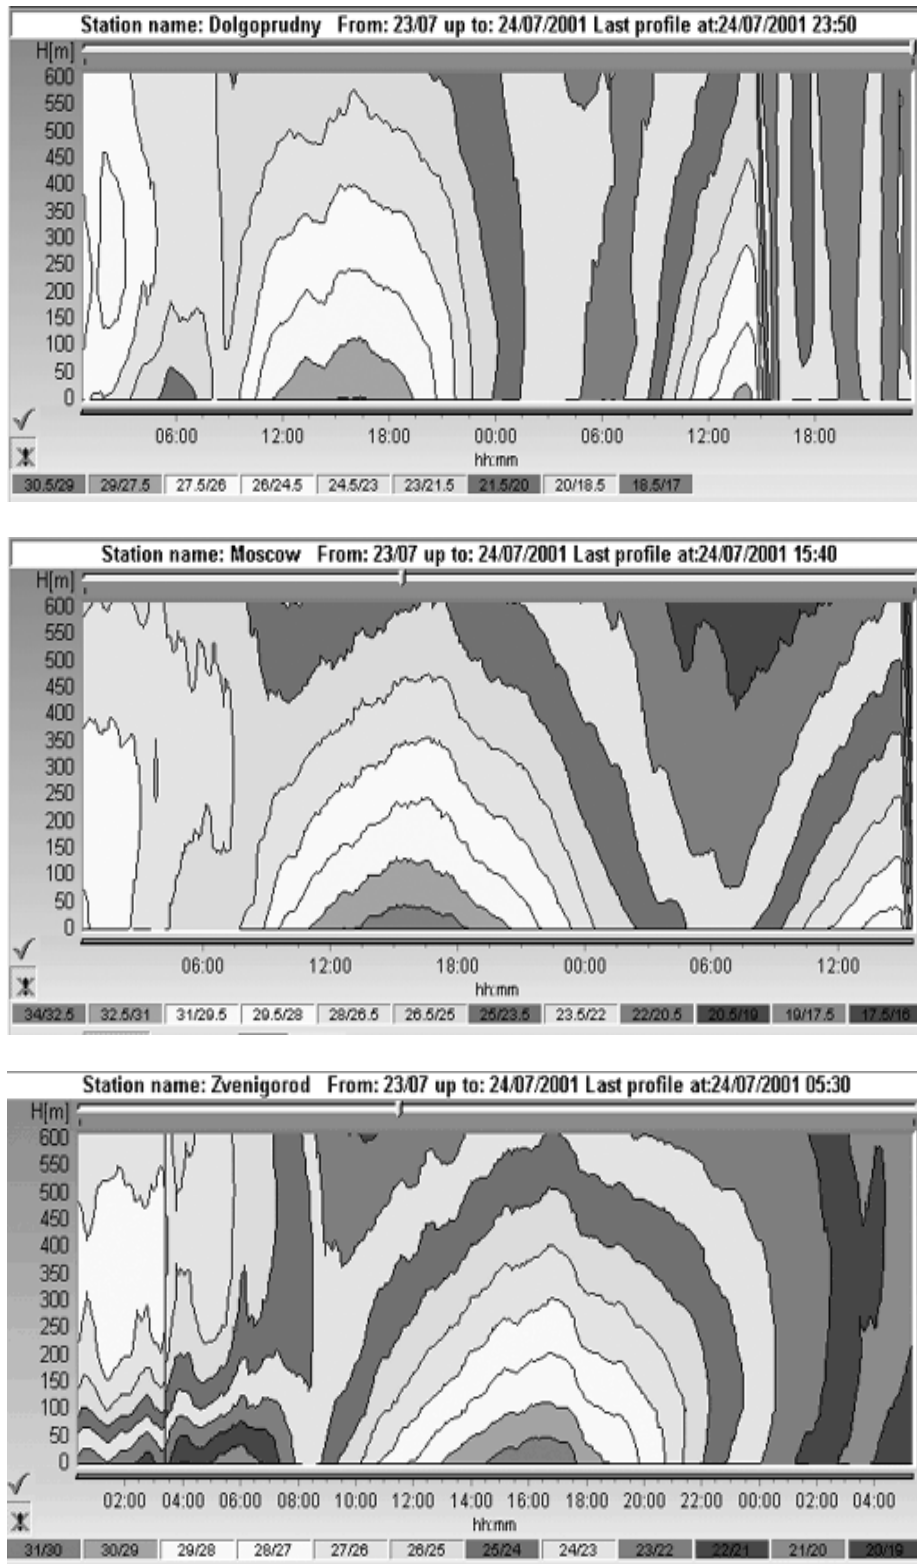 Station name: Dolgoprudny From: 23/07 up to: 24/07/2001 Last profile at:24/07/2001 23:50
H[m]
600
550
500
450
400
350
300
250
200
150
100
50
0
06:00 12:00 18:00 00:00 06:00 12:00 18:00
hh:mm
30.5/29 29/27.5 27.5/26 26/24.5 24.5/23 23/21.5 21.5/20 20/18.5 18.5/17
Station name: Moscow From: 23/07 up to: 24/07/2001 Last profile at:24/07/2001 15:40
H[m]
600
550
500
450
400
350
300
250
200
150
100
50
0
06:00 12:00 18:00 00:00 06:00 12:00
hh:mm
34/32.5 32.5/31 31/29.5 29.5/28 28/26.5 26.5/25 25/23.5 23.5/22 22/20.5 20.5/19 19/17.5 17.5/16
Station name: Zvenigorod From: 23/07 up to: 24/07/2001 Last profile at:24/07/2001 05:30
H[m]
600
550
500
450
400
350
300
250
200
150
100
50
0
02:00 04:00 06:00 08:00 10:00 12:00 14:00 16:00 18:00 20:00 22:00 00:00 02:00 04:00
hh:mm
31/30 30/29 29/28 28/27 27/26 26/25 25/24 24/23 23/22 22/21 21/20 20/19